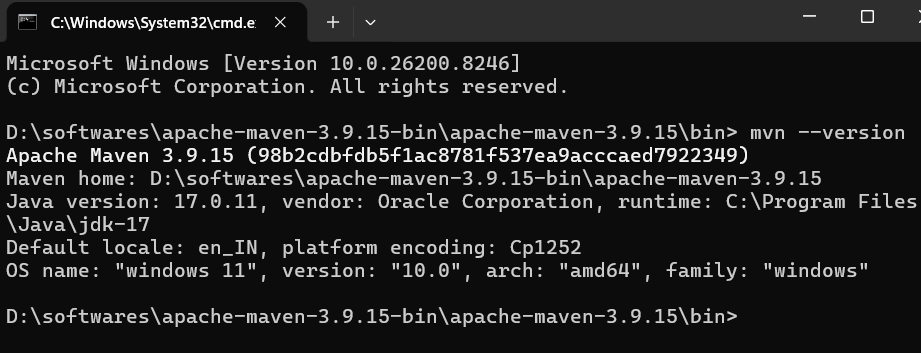 C:\Windows\System32\cmd.e:
Microsoft Windows [Version 10.0.26200.8246]
(c) Microsoft Corporation. All rights reserved.
D:\softwares\apache-maven-3.9.15-bin\apache-maven-3.9.15\bin> mvn --version
Apache Maven 3.9.15 (98b2cdbfdb5f1ac8781f537ea9acccaed7922349)
Maven home: D:\softwares\apache-maven-3.9.15-bin\apache-maven-3.9.15
Java version: 17.0.11, vendor: Oracle Corporation, runtime: C:\Program Files
\Java\jdk-17
Default locale: en_IN, platform encoding: Cp1252
OS name: "windows 11", version: "10.0", arch: "amd64", family: "windows"
D:\softwares\apache-maven-3.9.15-bin\apache-maven-3.9.15\bin>